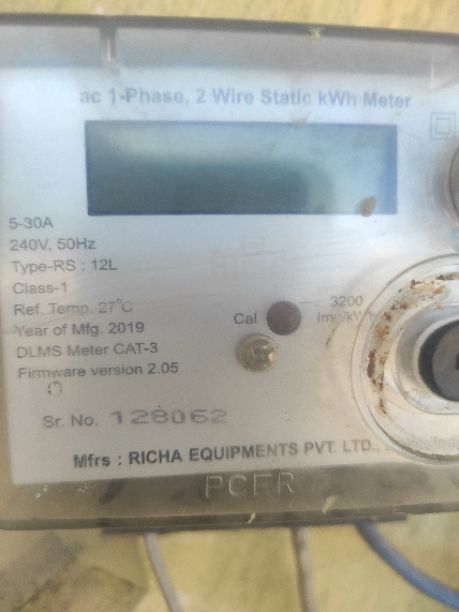 ac 1-Phase, 2 Wire Static kWh Meter
5-30A
240V, 50Hz
Type-RS : 12L
Class-1
Ref. Temp. 27°C
Year of Mfg. 2019
DLMS Meter CAT-3
Firmware version 2.05
Cal
3200
Sr. No. 128062
Mfrs : RICHA EQUIPMENTS PVT. LTD.,